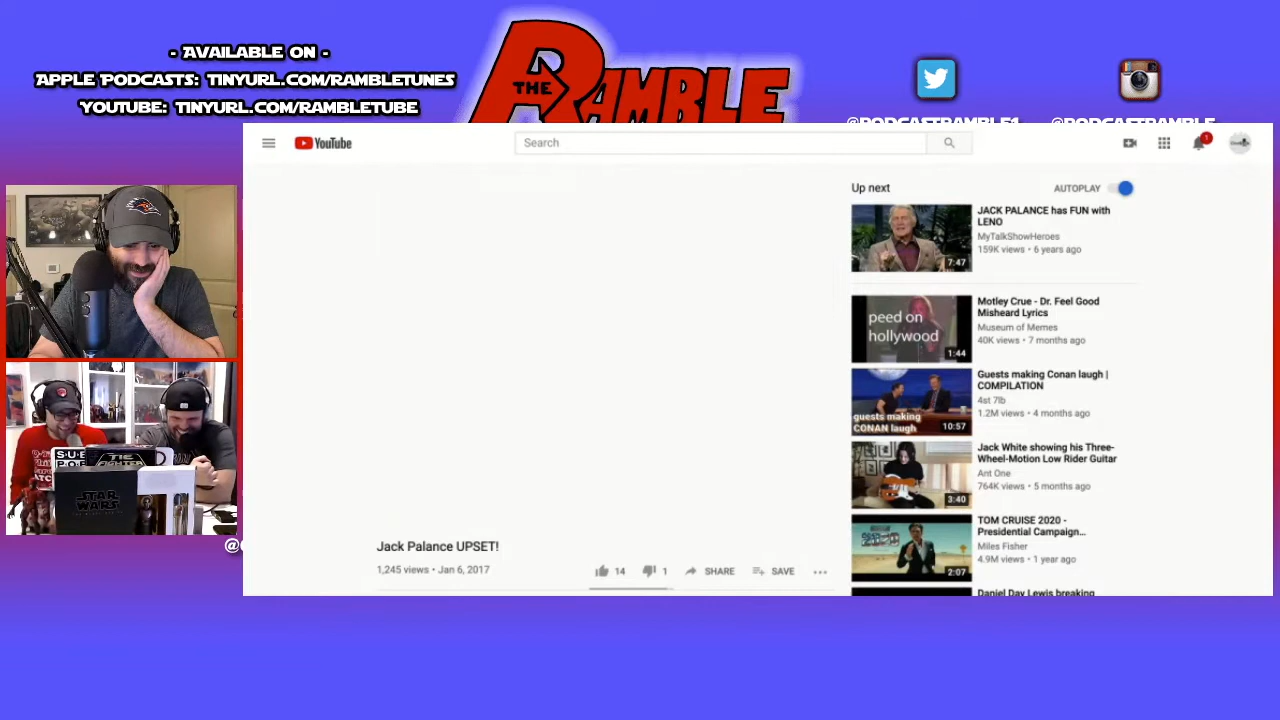 - AVAILABLE ON -
APPLE PODCASTS: TINYURL.COM/RAMBLETUNES
YOUTUBE: TINYURL.COM/RAMBLETUBE
THE RAMBLE
@PODCASTRAMBLE1
@PODCASTRAMBLE
YouTube
Search
1
Up next
AUTOPLAY
JACK PALANCE has FUN with
LENO
MyTalkShowHeroes
159K views • 6 years ago
7:47
Motley Crue - Dr. Feel Good
Misheard Lyrics
Museum of Memes
40K views • 7 months ago
peed on
hollywood
1:44
Guests making Conan laugh |
COMPILATION
4st 7lb
1.2M views • 4 months ago
guests making
CONAN laugh
10:57
Jack White showing his Three-
Wheel-Motion Low Rider Guitar
Ant One
764K views • 5 months ago
3:40
TOM CRUISE 2020 -
Presidential Campaign...
Miles Fisher
4.9M views • 1 year ago
2:07
Daniel Day Lewis breaking
Jack Palance UPSET!
1,245 views • Jan 6, 2017
14
1
SHARE
SAVE
TIE
FIGHTER
STAR
WARS